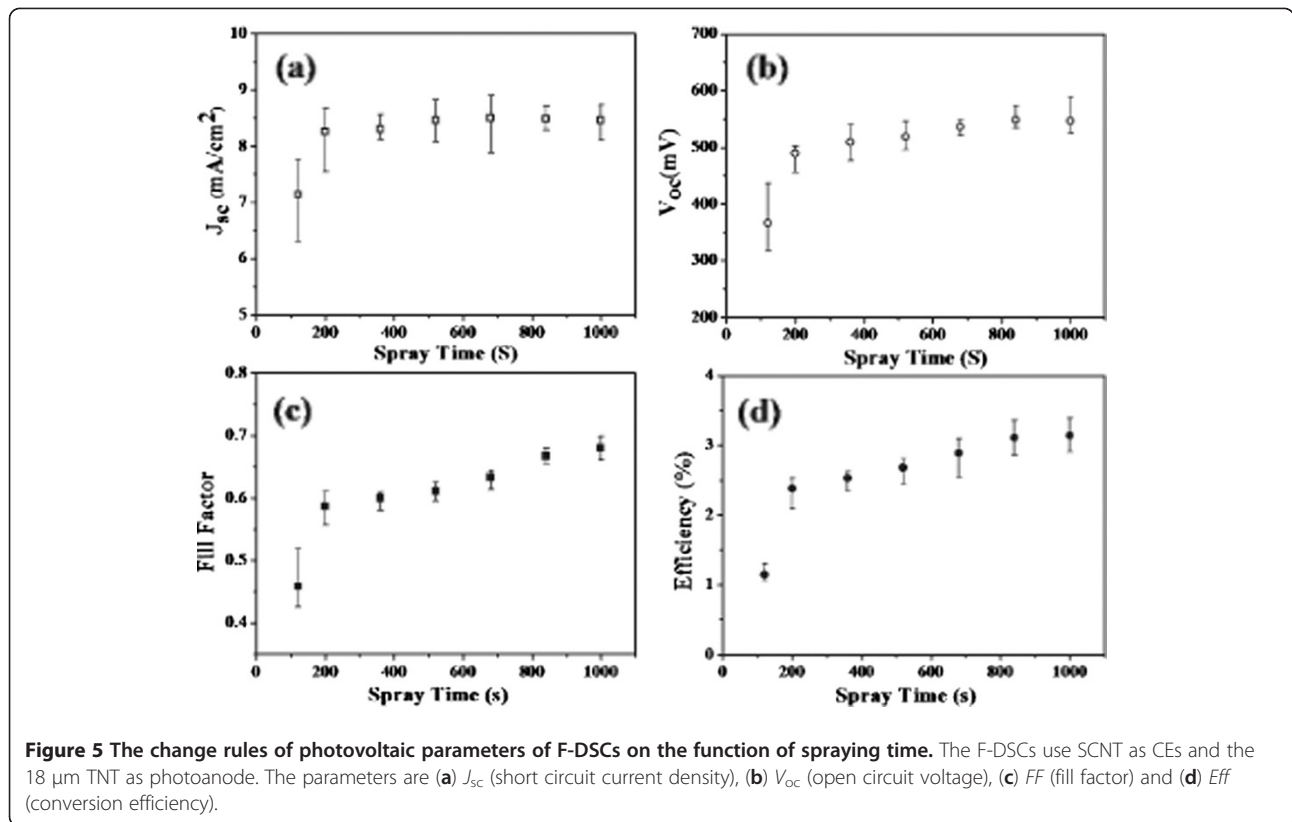 10
9
8
7
6
5
(a)
J_sc (mA/cm²)
0 200 400 600 800 1000
Spray Time (S)
700
600
500
400
300
200
(b)
V_oc(mV)
0 200 400 600 800 1000
Spray Time (S)
0.8
0.7
0.6
0.5
0.4
(c)
Fill Factor
0 200 400 600 800 1000
Spray Time (s)
4
3
2
1
0
(d)
Efficiency (%)
0 200 400 600 800 1000
Spray Time (s)
Figure 5 The change rules of photovoltaic parameters of F-DSCs on the function of spraying time. The F-DSCs use SCNT as CEs and the
18 μm TNT as photoanode. The parameters are (a) J_sc (short circuit current density), (b) V_oc (open circuit voltage), (c) FF (fill factor) and (d) Eff
(conversion efficiency).